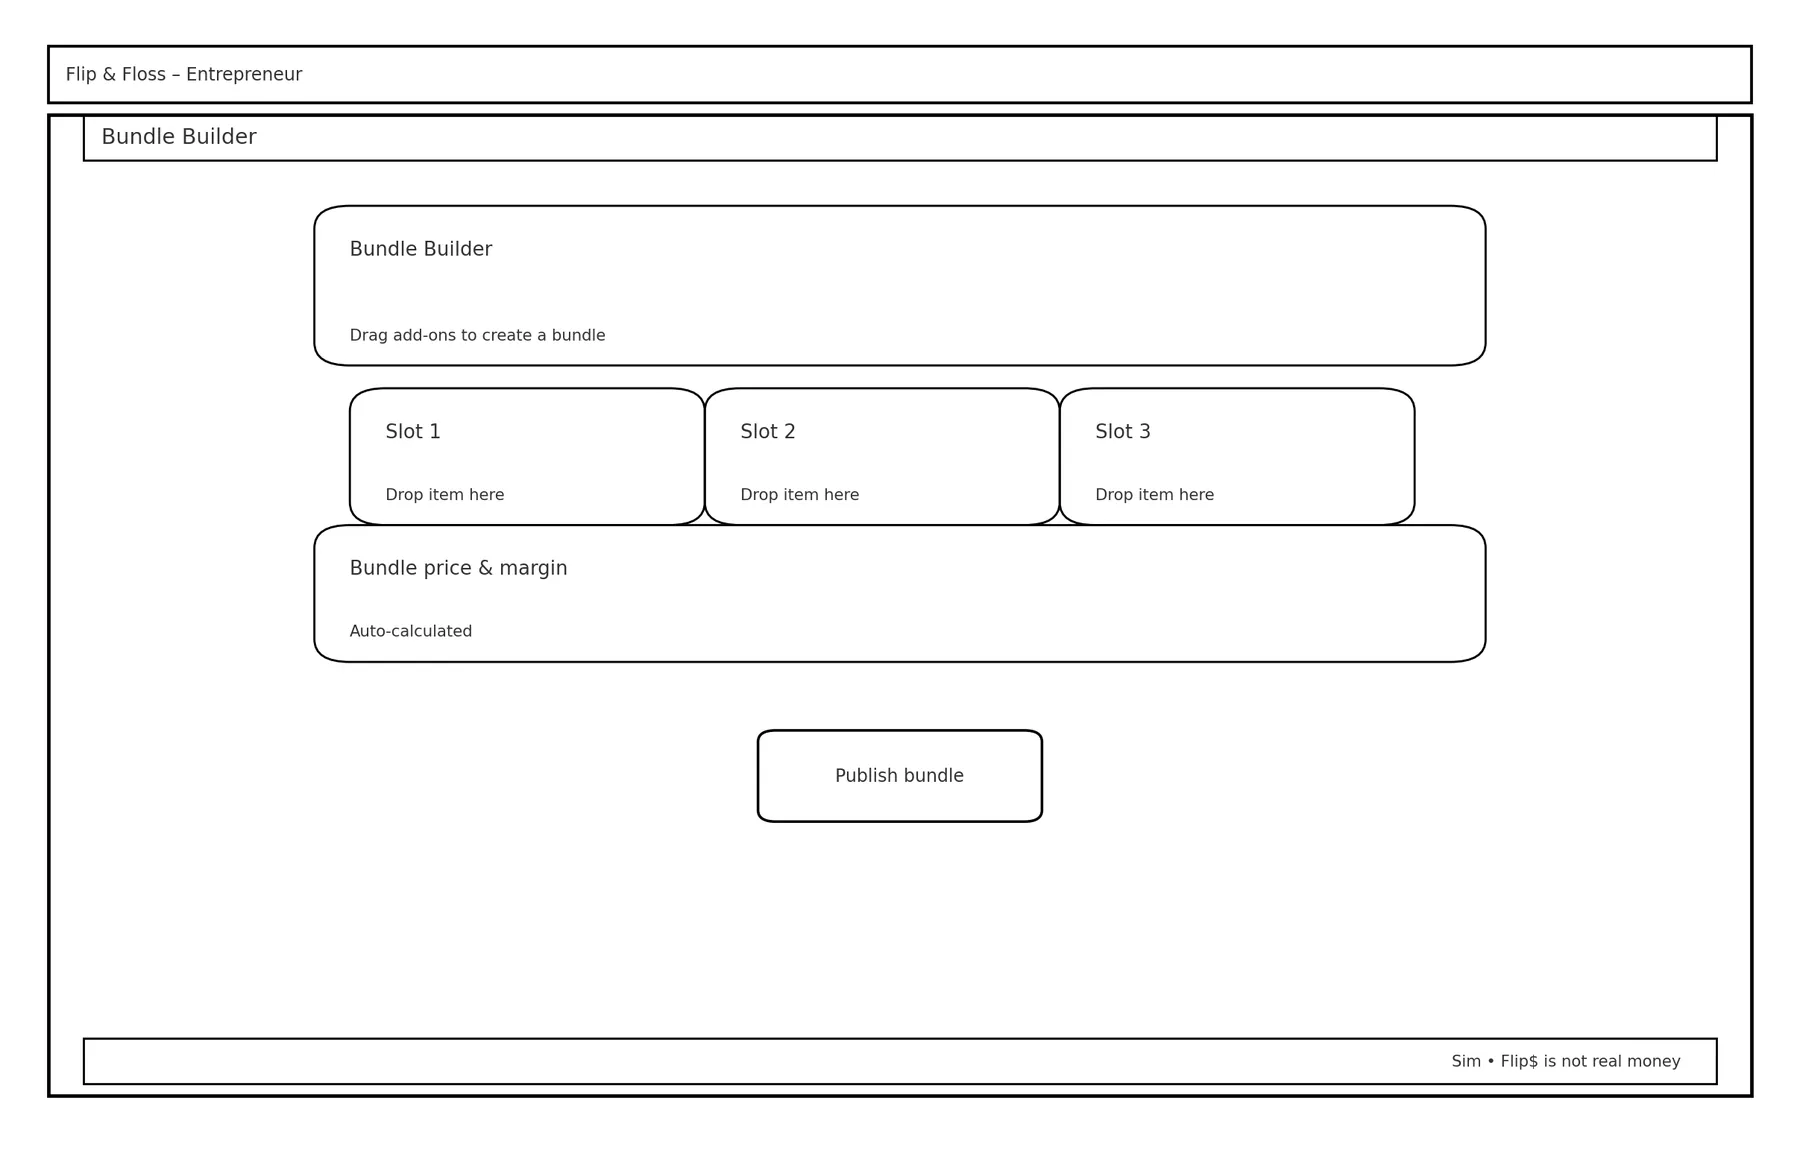 Flip & Floss – Entrepreneur
Bundle Builder
Bundle Builder
Drag add-ons to create a bundle
Slot 1
Slot 2
Slot 3
Drop item here
Drop item here
Drop item here
Bundle price & margin
Auto-calculated
Publish bundle
Sim • Flip$ is not real money